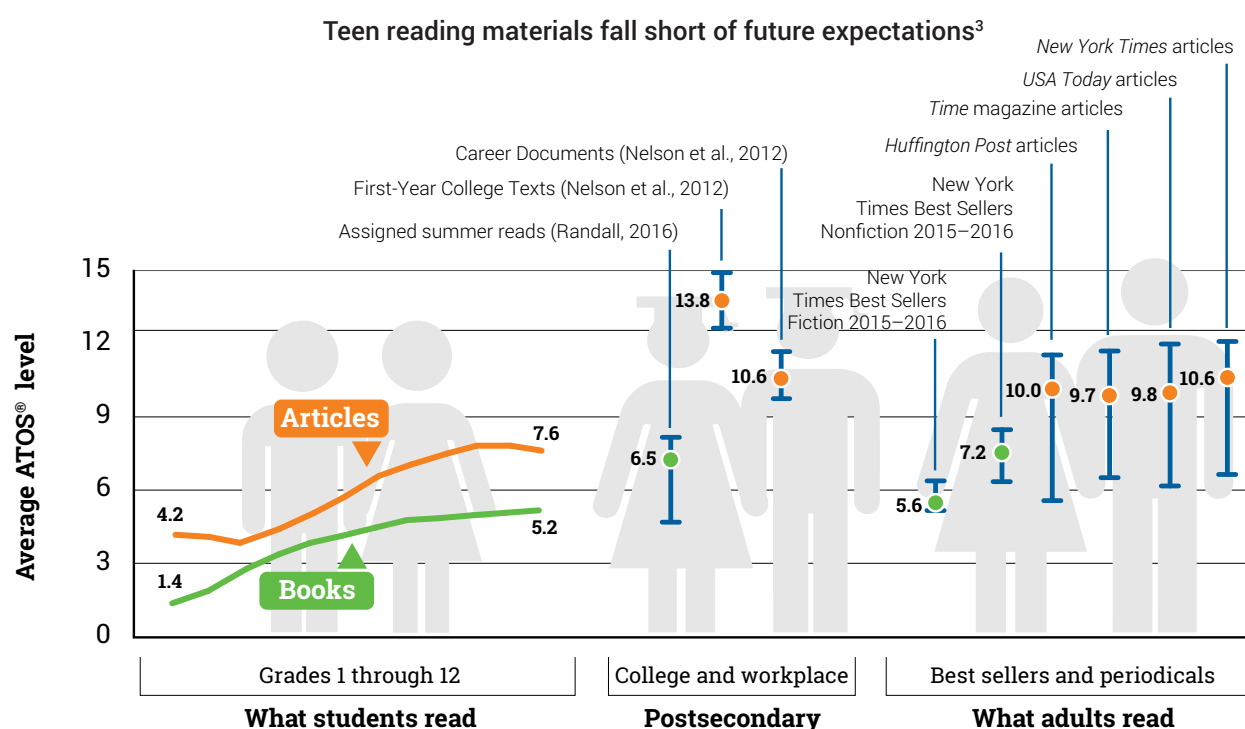 Teen reading materials fall short of future expectations³
New York Times articles
USA Today articles
Time magazine articles
Huffington Post articles
Career Documents (Nelson et al., 2012)
First-Year College Texts (Nelson et al., 2012)
Assigned summer reads (Randall, 2016)
New York
Times Best Sellers
Nonfiction 2015–2016
New York
Times Best Sellers
Fiction 2015–2016
Average ATOS® level
15
12
9
6
3
0
Articles
4.2
7.6
Books
1.4
5.2
6.5
13.8
10.6
5.6
7.2
10.0
9.7
9.8
10.6
Grades 1 through 12
College and workplace
Best sellers and periodicals
What students read
Postsecondary
What adults read